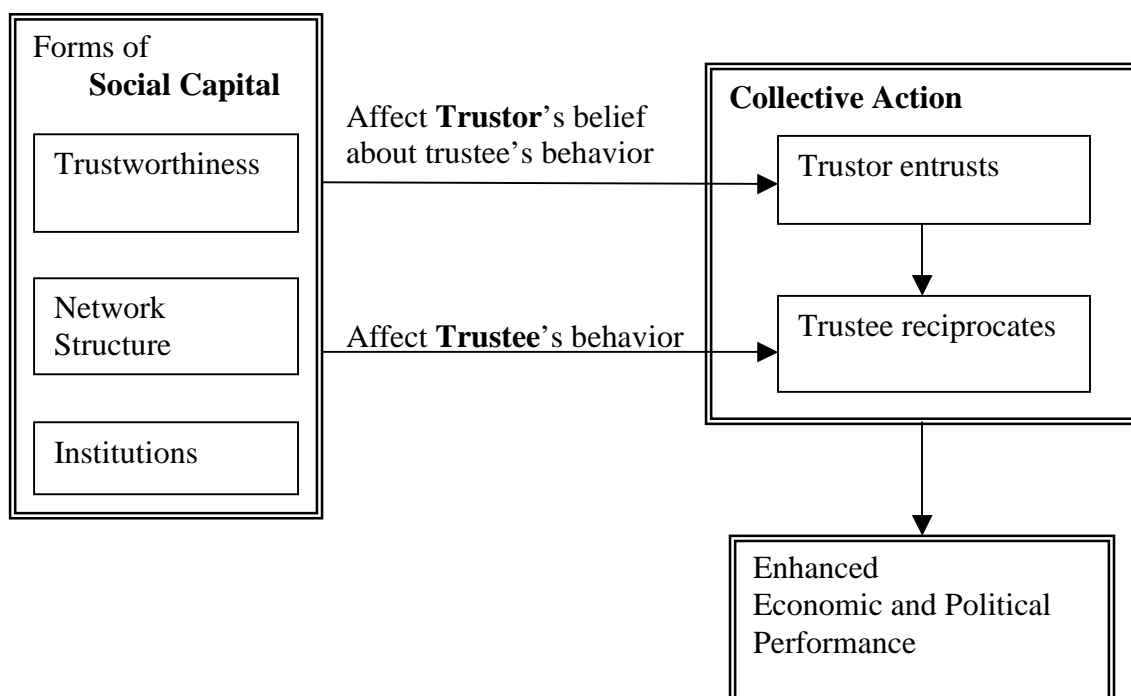 Forms of
Social Capital
Trustworthiness
Network
Structure
Institutions
Affect Trustor’s belief
about trustee’s behavior
Affect Trustee’s behavior
Collective Action
Trustor entrusts
Trustee reciprocates
Enhanced
Economic and Political
Performance